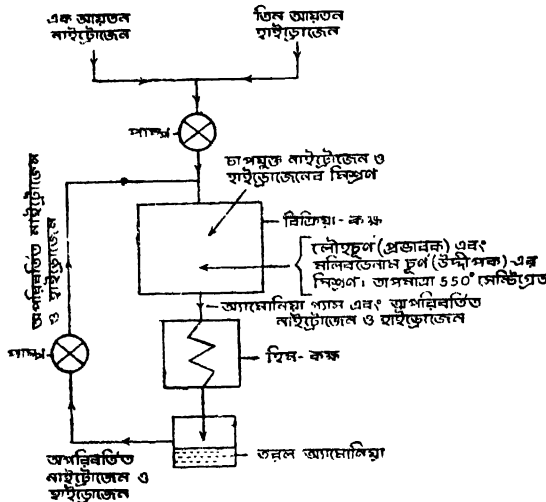 এক আয়তন
নাইট্রোজেন
তিন আয়তন
হাইড্রোজেন
পাম্প
চাপযুক্ত নাইট্রোজেন ও
হাইড্রোজেনের মিশ্রণ
বিক্রিয়া-কক্ষ
লৌহচূর্ণ (প্রভাবক) এবং
মলিবডেনাম চূর্ণ (উদ্দীপক)-এর
মিশ্রণ। তাপমাত্রা 550° সেন্টিগ্রেড
অ্যামোনিয়া গ্যাস এবং অপরিবর্তিত
নাইট্রোজেন ও হাইড্রোজেন
অপরিবর্তিত নাইট্রোজেন
ও হাইড্রোজেন
পাম্প
হিম-কক্ষ
তরল অ্যামোনিয়া
অপরিবর্তিত
নাইট্রোজেন ও
হাইড্রোজেন